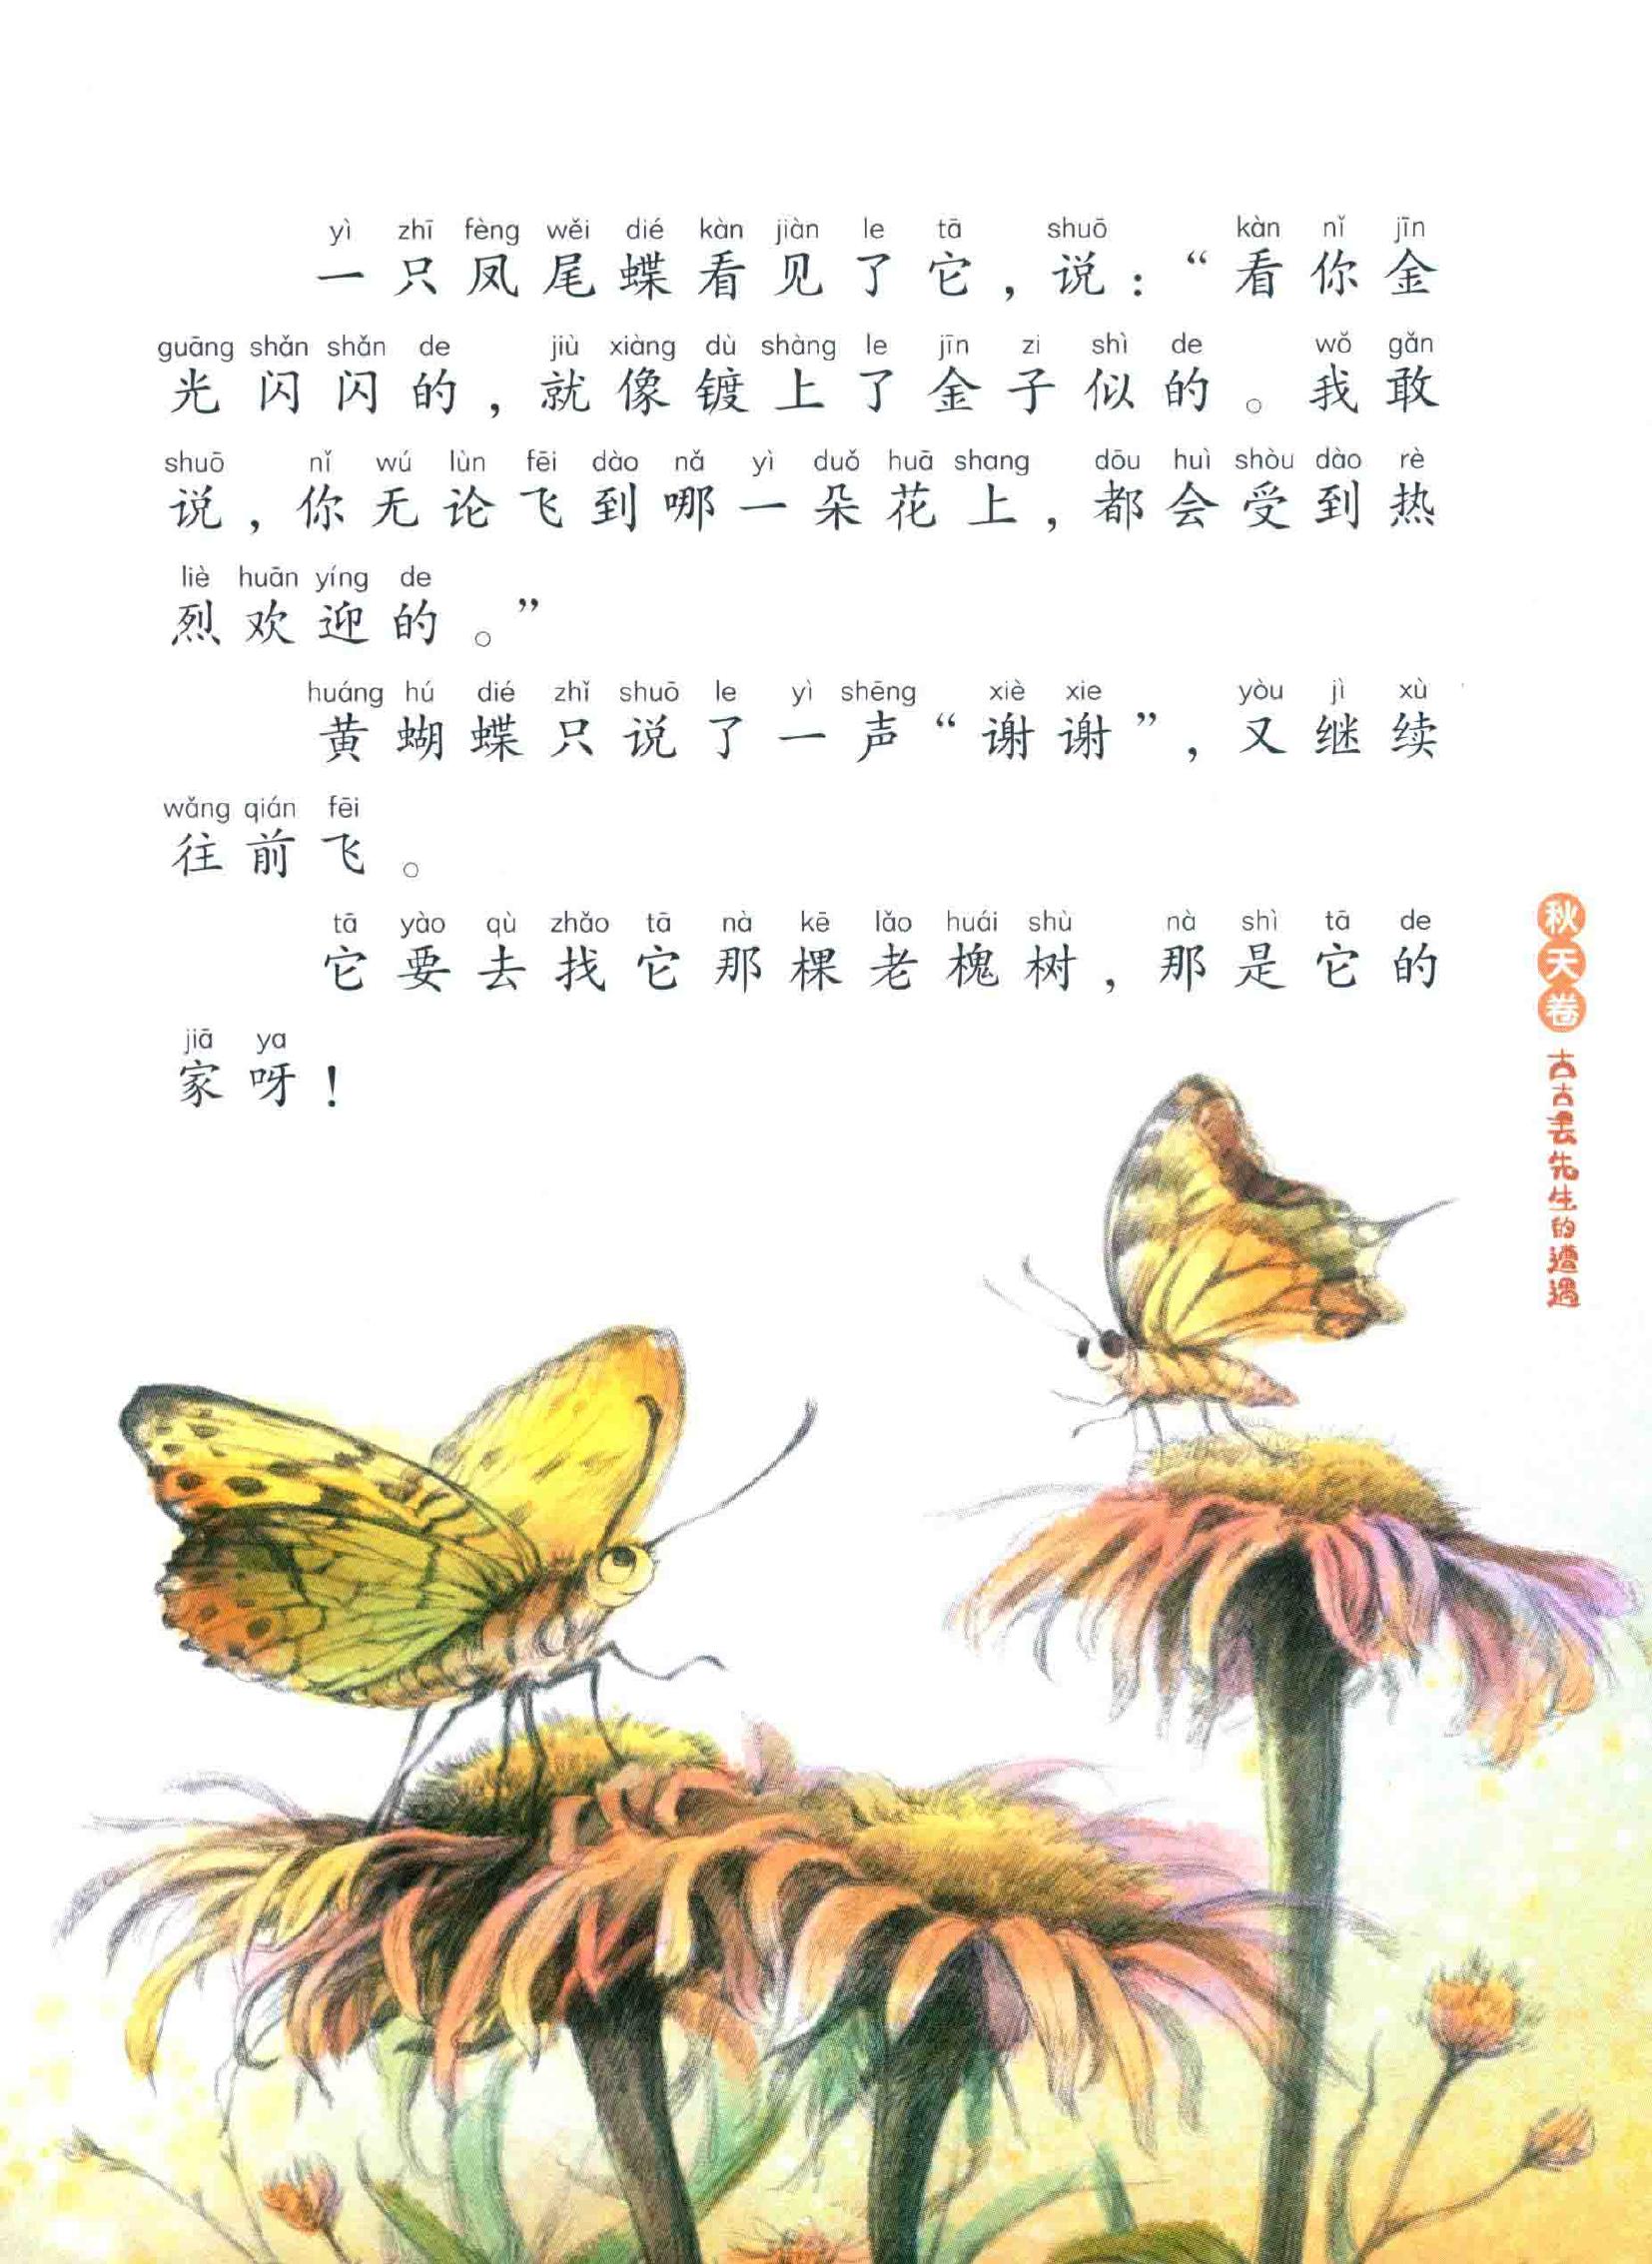 yì zhī fèng wěi dié kàn jiàn le tā shuō kàn nǐ jīn
一只凤尾蝶看见了它，说：“看你金
guāng shǎn shǎn de jiù xiàng dù shàng le jīn zi shì de wǒ gǎn
光闪闪的，就像镀上了金子似的。我敢
shuō nǐ wú lùn fēi dào nǎ yì duǒ huā shang dōu huì shòu dào rè
说，你无论飞到哪一朵花上，都会受到热
liè huān yíng de
烈欢迎的。”
huáng hú dié zhǐ shuō le yì shēng xiè xie yòu jì xù
黄蝴蝶只说了一声“谢谢”，又继续
wǎng qián fēi
往前飞。
tā yào qù zhǎo tā nà kē lǎo huái shù nà shì tā de
它要去找它那棵老槐树，那是它的
jiā ya
家呀！
秋天卷
古古丢先生的遭遇